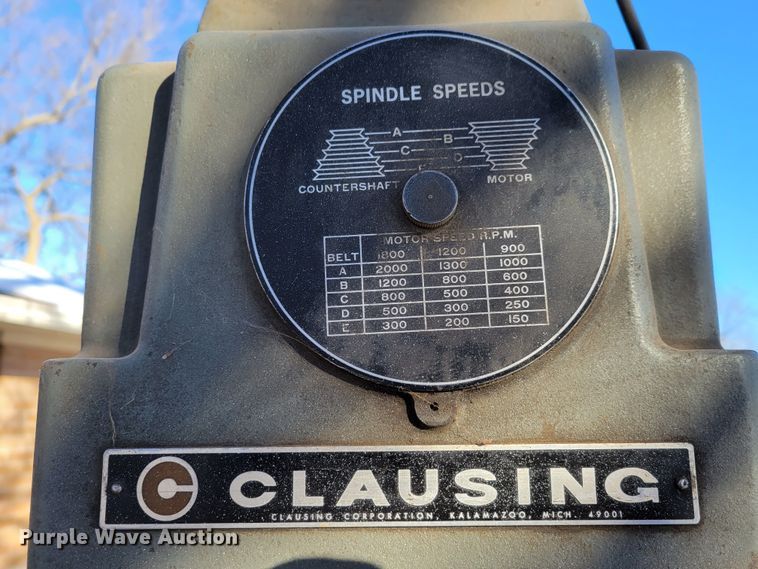 SPINDLE SPEEDS
A
B
C
D
E
COUNTERSHAFT MOTOR
MOTOR SPEED R.P.M.
BELT 1800 1200 900
A 2000 1300 1000
B 1200 800 600
C 800 500 400
D 500 300 250
E 300 200 150
C CLAUSING
CLAUSING CORPORATION, KALAMAZOO, MICH. 49001
Purple Wave Auction